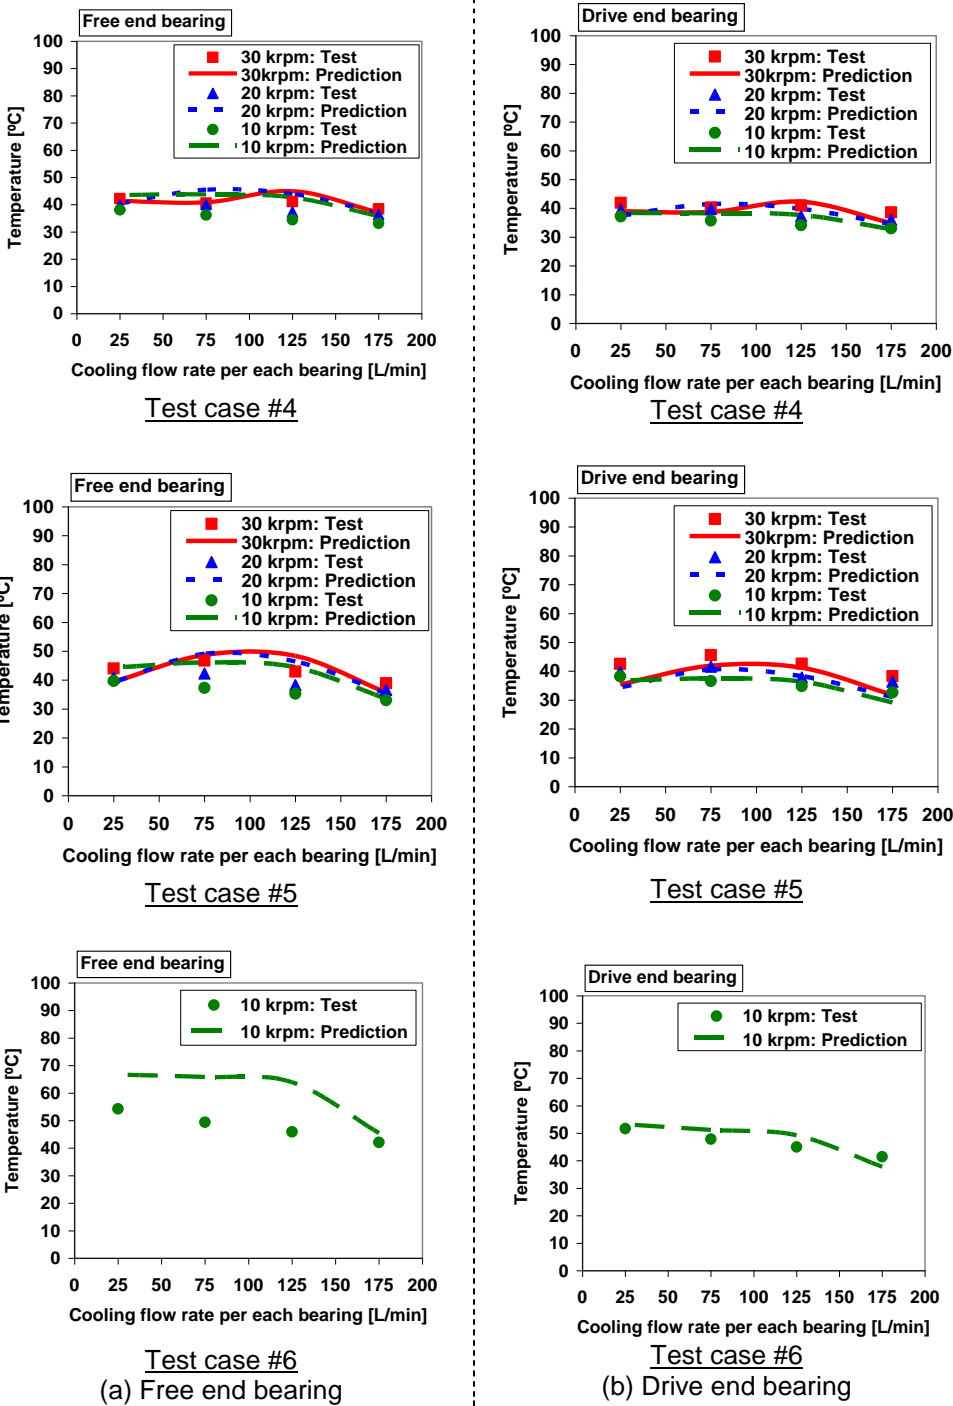 Free end bearing
100
90
80
70
60
50
40
30
20
10
0
Temperature [ºC]
30 krpm: Test
30krpm: Prediction
20 krpm: Test
20 krpm: Prediction
10 krpm: Test
10 krpm: Prediction
0 25 50 75 100 125 150 175 200
Cooling flow rate per each bearing [L/min]
Test case #4
Drive end bearing
100
90
80
70
60
50
40
30
20
10
0
Temperature [ºC]
30 krpm: Test
30krpm: Prediction
20 krpm: Test
20 krpm: Prediction
10 krpm: Test
10 krpm: Prediction
0 25 50 75 100 125 150 175 200
Cooling flow rate per each bearing [L/min]
Test case #4
Free end bearing
100
90
80
70
60
50
40
30
20
10
0
Temperature [ºC]
30 krpm: Test
30krpm: Prediction
20 krpm: Test
20 krpm: Prediction
10 krpm: Test
10 krpm: Prediction
0 25 50 75 100 125 150 175 200
Cooling flow rate per each bearing [L/min]
Test case #5
Drive end bearing
100
90
80
70
60
50
40
30
20
10
0
Temperature [ºC]
30 krpm: Test
30krpm: Prediction
20 krpm: Test
20 krpm: Prediction
10 krpm: Test
10 krpm: Prediction
0 25 50 75 100 125 150 175 200
Cooling flow rate per each bearing [L/min]
Test case #5
Free end bearing
100
90
80
70
60
50
40
30
20
10
0
Temperature [ºC]
10 krpm: Test
10 krpm: Prediction
0 25 50 75 100 125 150 175 200
Cooling flow rate per each bearing [L/min]
Test case #6
(a) Free end bearing
Drive end bearing
100
90
80
70
60
50
40
30
20
10
0
Temperature [ºC]
10 krpm: Test
10 krpm: Prediction
0 25 50 75 100 125 150 175 200
Cooling flow rate per each bearing [L/min]
Test case #6
(b) Drive end bearing